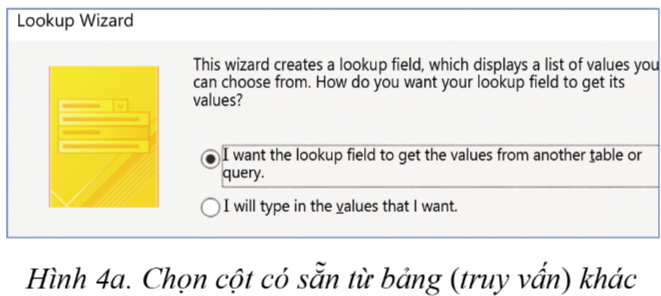 Lookup Wizard
This wizard creates a lookup field, which displays a list of values you
can choose from. How do you want your lookup field to get its
values?
I want the lookup field to get the values from another table or
query.
I will type in the values that I want.
Hình 4a. Chọn cột có sẵn từ bảng (truy vấn) khác